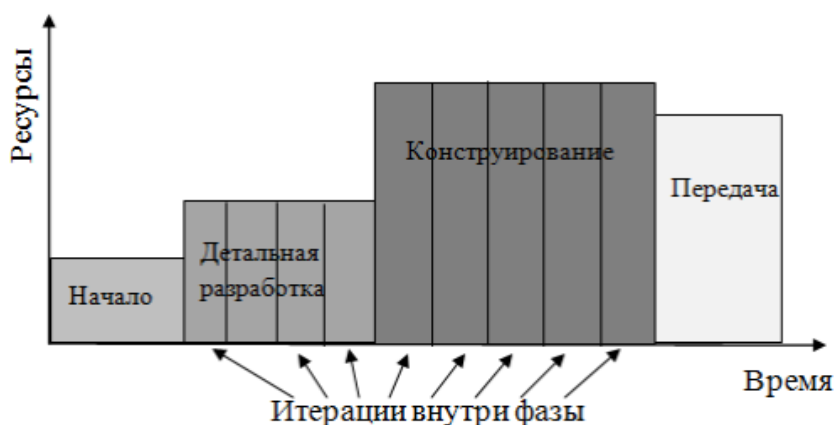 Ресурсы
Конструирование
Передача
Детальная
разработка
Начало
Время
Итерации внутри фазы